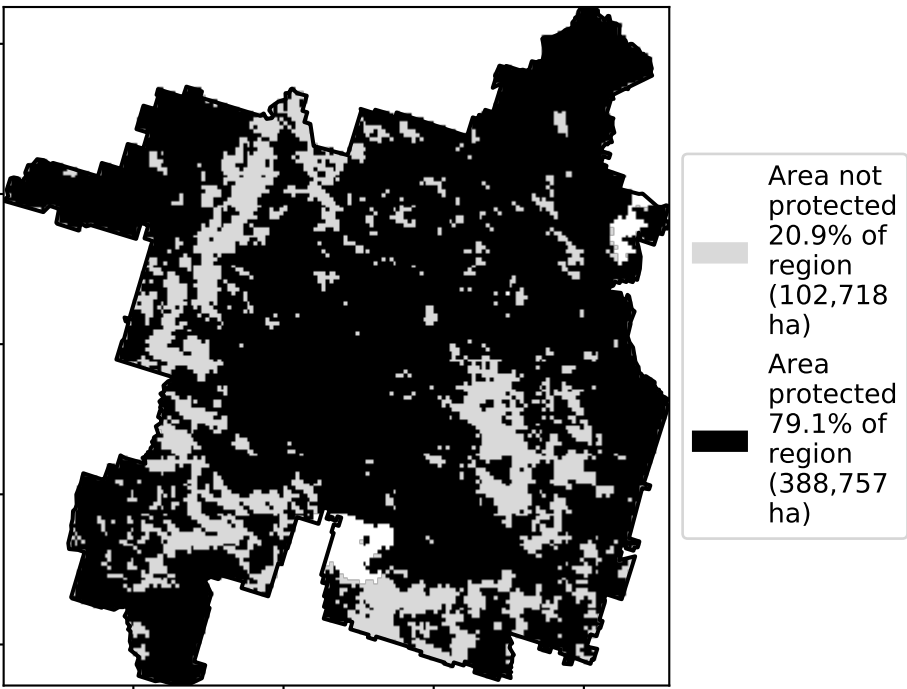 Area not
protected
20.9% of
region
(102,718
ha)
Area
protected
79.1% of
region
(388,757
ha)